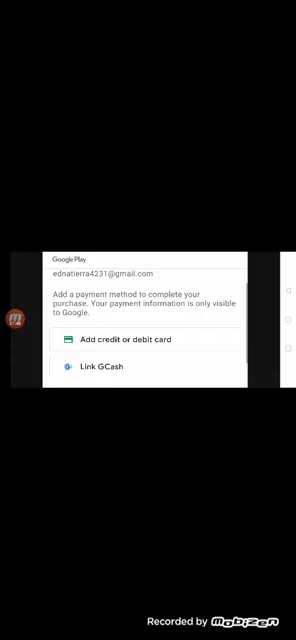 Google Play
ednatierra4231@gmail.com
Add a payment method to complete your
purchase. Your payment information is only visible
to Google.
Add credit or debit card
Link GCash
Recorded by mobizen